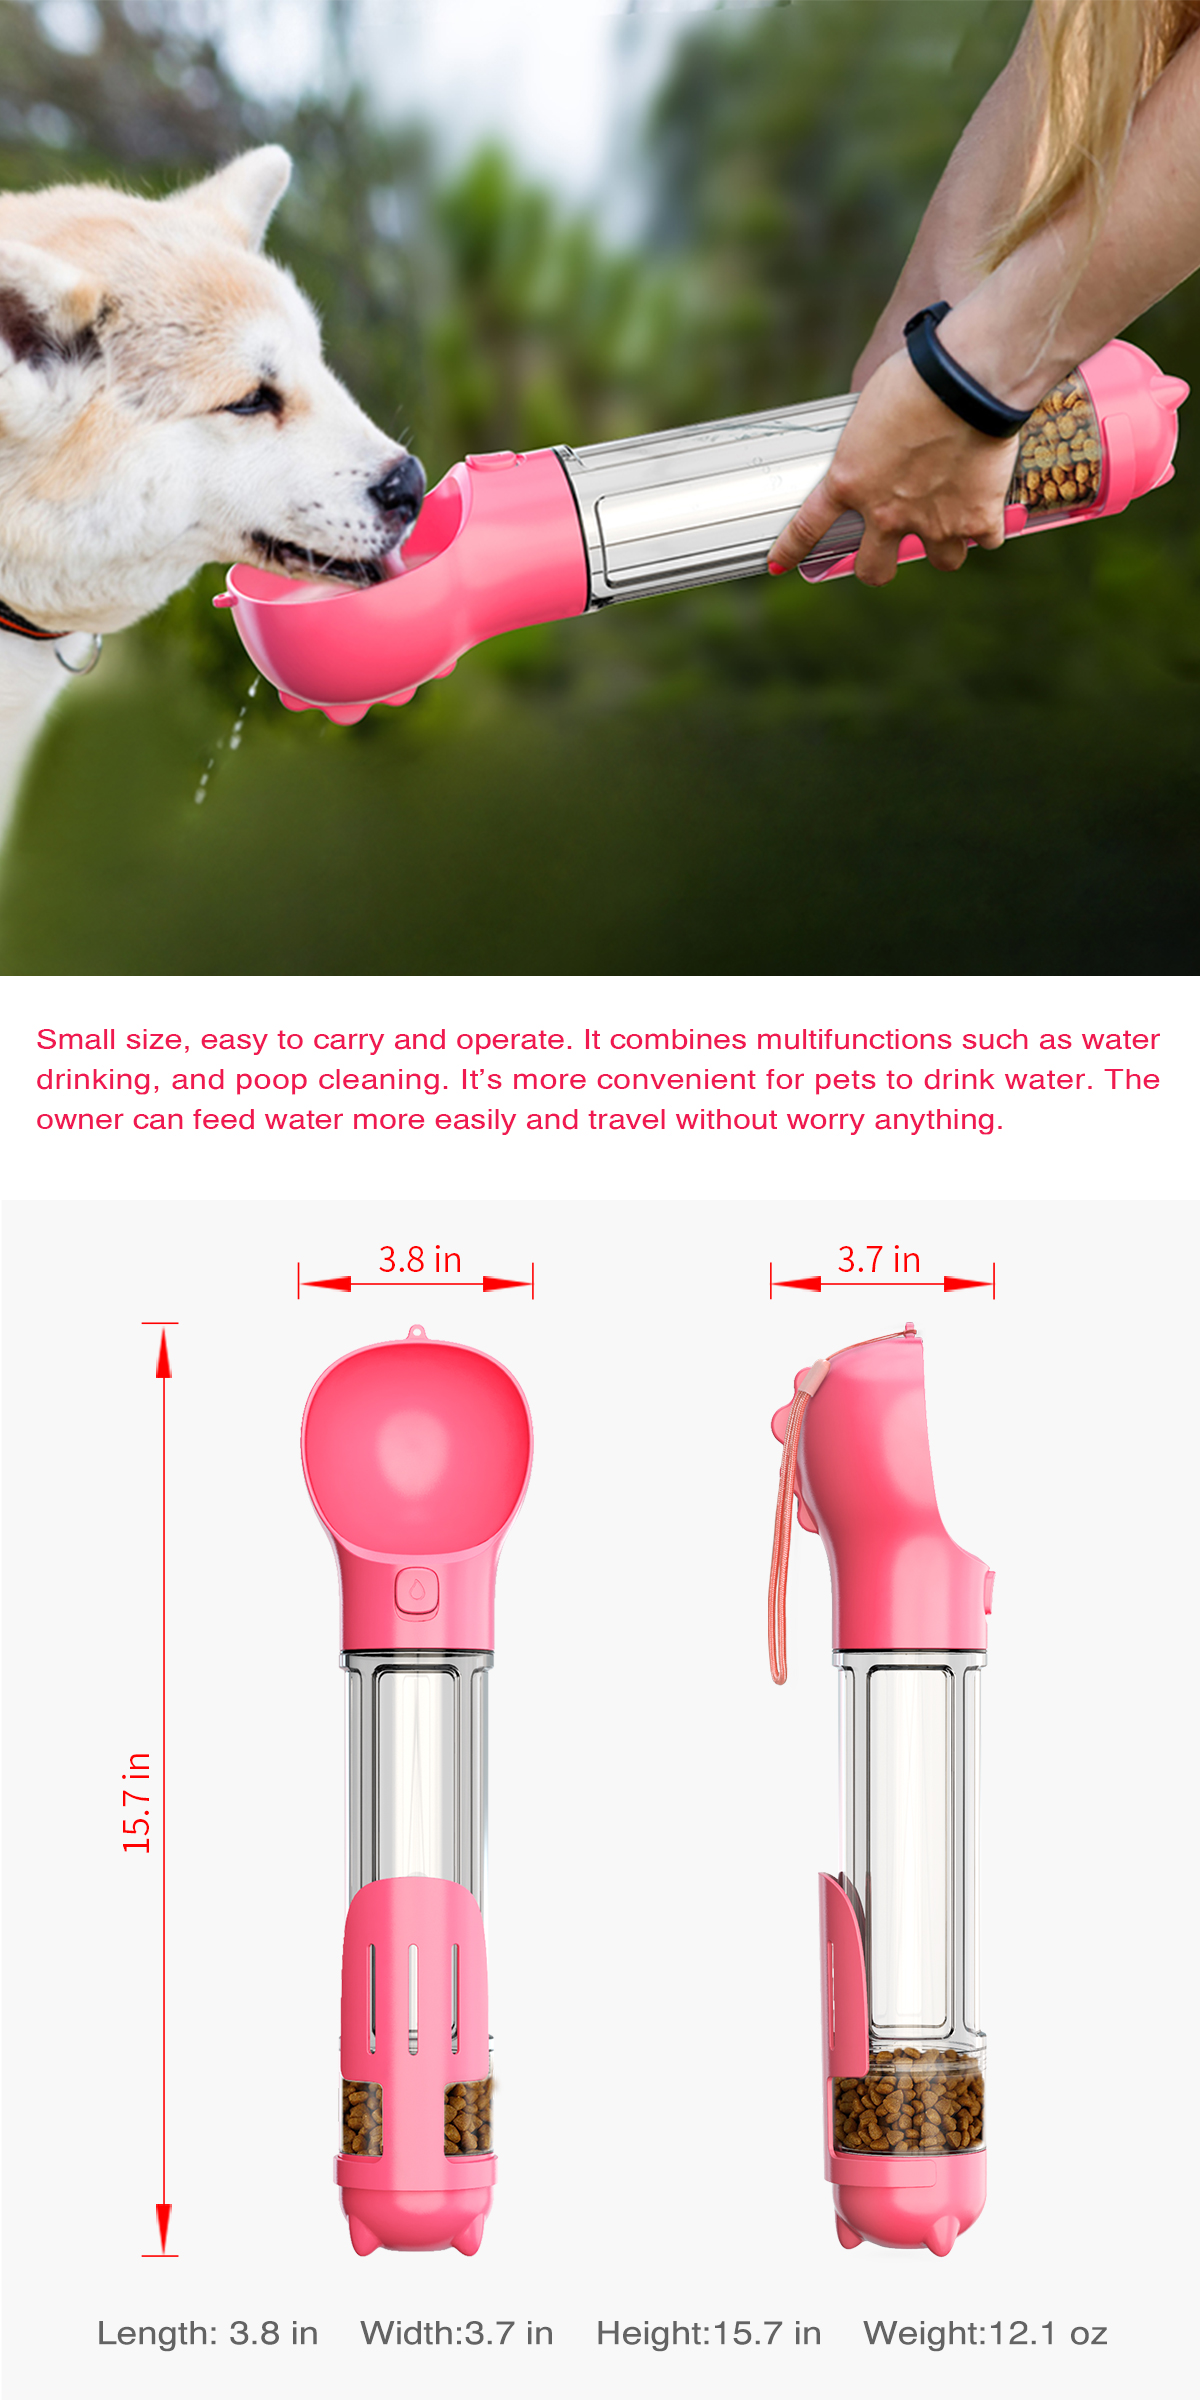 Small size, easy to carry and operate. It combines multifunctions such as water
drinking, and poop cleaning. It’s more convenient for pets to drink water. The
owner can feed water more easily and travel without worry anything.
3.8 in
3.7 in
15.7 in
Length: 3.8 in Width:3.7 in Height:15.7 in Weight:12.1 oz